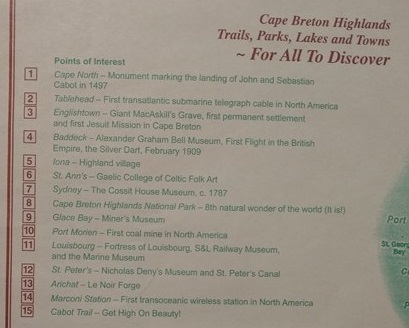 Cape Breton Highlands
Trails, Parks, Lakes and Towns
~ For All To Discover
Points of Interest
1 Cape North – Monument marking the landing of John and Sebastian
Cabot in 1497
2 Tablehead – First transatlantic submarine telegraph cable in North America
3 Englishtown – Giant MacAskill's Grave, first permanent settlement
and first Jesuit Mission in Cape Breton
4 Baddeck – Alexander Graham Bell Museum, First Flight in the British
Empire, the Silver Dart, February 1909
5 Iona – Highland village
6 St. Ann's – Gaelic College of Celtic Folk Art
7 Sydney – The Cossit House Museum, c. 1787
8 Cape Breton Highlands National Park – 8th natural wonder of the world (It is!)
9 Glace Bay – Miner's Museum
10 Port Morien – First coal mine in North America
11 Louisbourg – Fortress of Louisbourg, S&L Railway Museum,
and the Marine Museum
12 St. Peter's – Nicholas Deny's Museum and St. Peter's Canal
13 Arichat – Le Noir Forge
14 Marconi Station – First transoceanic wireless station in North America
15 Cabot Trail – Get High On Beauty!
Port
St. Georg
Bay